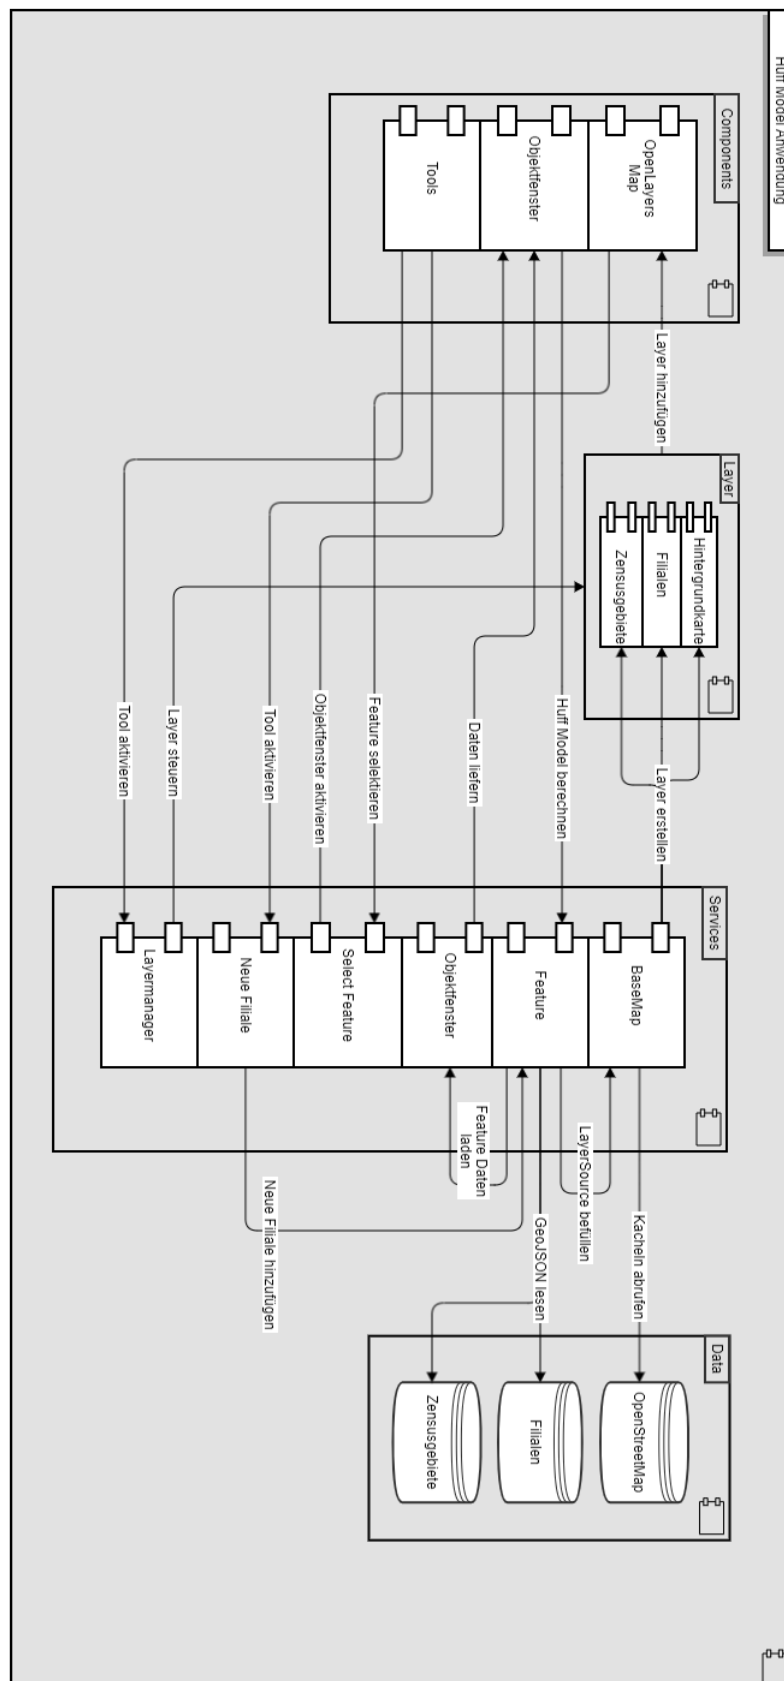 Huff Model Anwendung
Components
OpenLayers
Map
Objektfenster
Tools
Layer hinzufügen
Layer
Hintergrundkarte
Filialen
Zensusgebiete
Layer erstellen
Huff Model berechnen
Daten liefern
Feature selektieren
Objektfenster aktivieren
Tool aktivieren
Layer steuern
Tool aktivieren
Services
BaseMap
Feature
Objektfenster
Select Feature
Neue Filiale
Layermanager
Kacheln abrufen
LayerSource befüllen
GeoJSON lesen
Feature Daten
laden
Neue Filiale hinzufügen
Data
OpenStreetMap
Filialen
Zensusgebiete